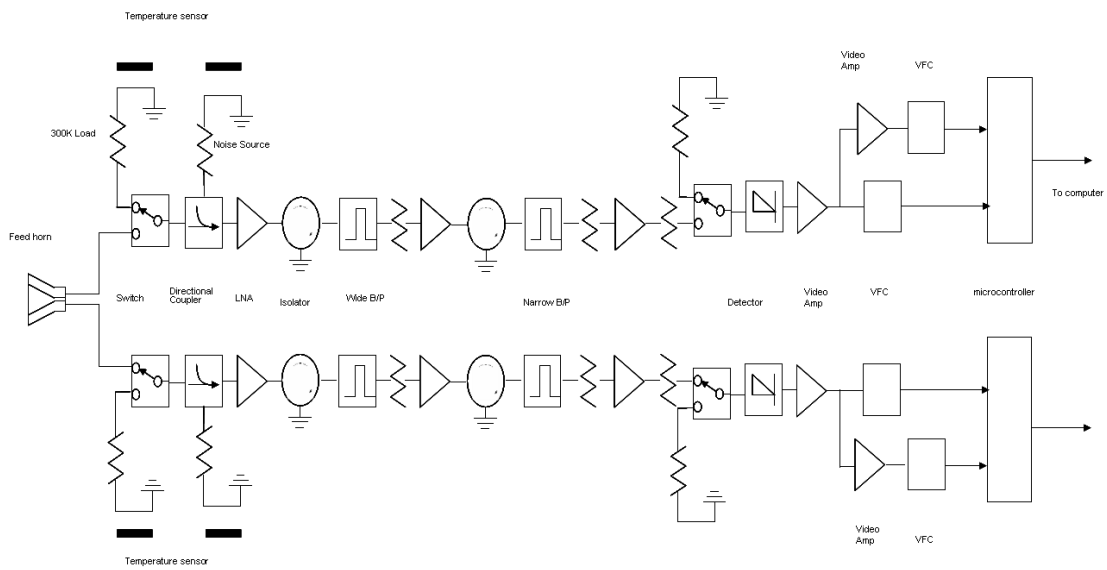 Temperature sensor
Video
Amp
VFC
300K Load
Noise Source
To computer
Feed horn
Switch
Directional
Coupler
LNA
Isolator
Wide B/P
Narrow B/P
Detector
Video
Amp
VFC
microcontroller
Video
Amp
VFC
Temperature sensor